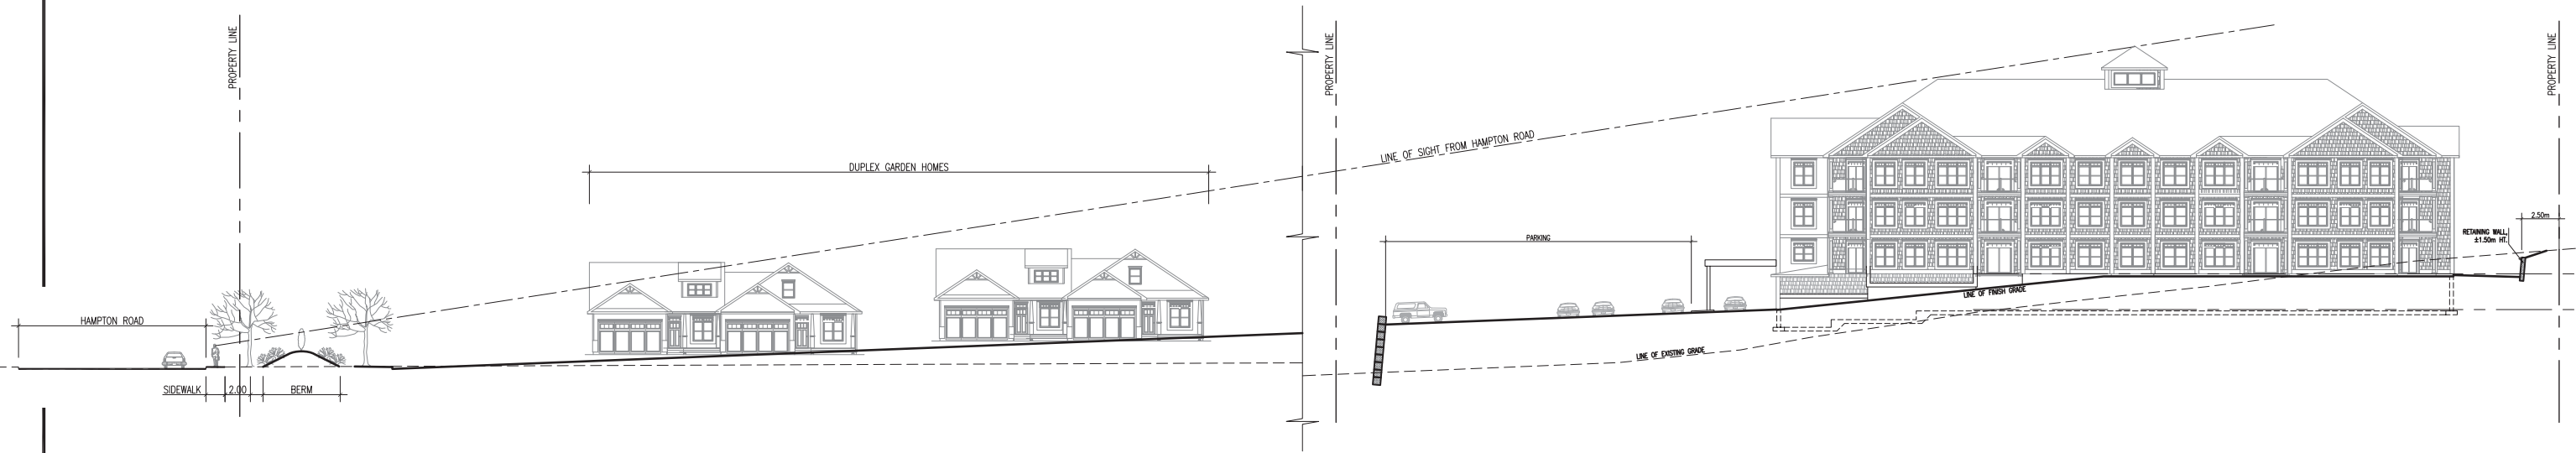 PROPERTY LINE
PROPERTY LINE
PROPERTY LINE
LINE OF SIGHT FROM HAMPTON ROAD
DUPLEX GARDEN HOMES
2.50m
RETAINING WALL
±1.50m HT.
PARKING
LINE OF FINISH GRADE
HAMPTON ROAD
LINE OF EXISTING GRADE
SIDEWALK 2.00 BERM